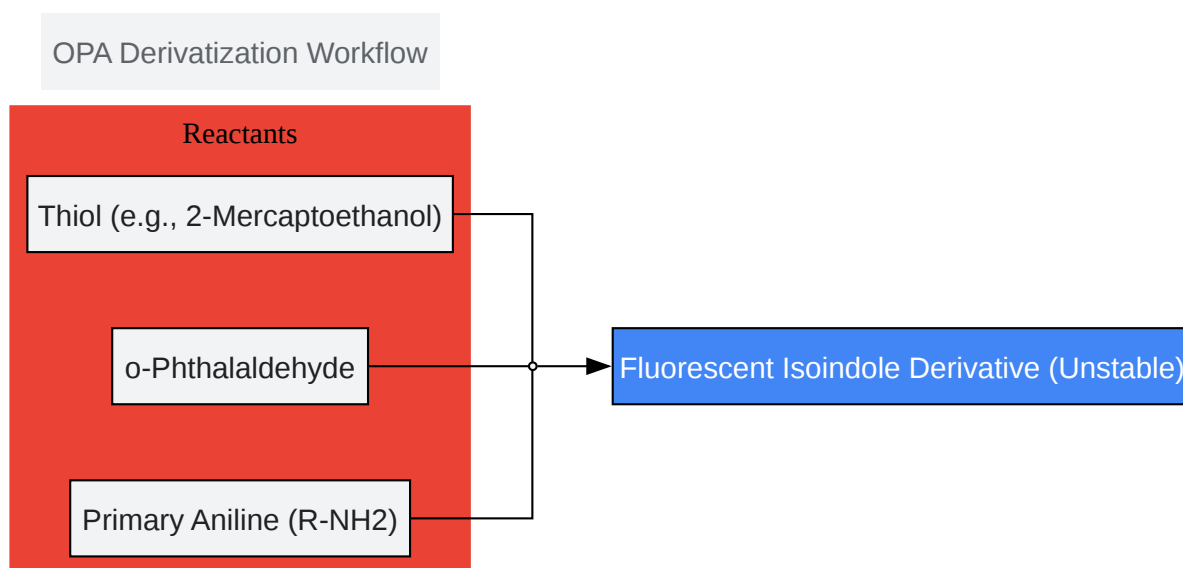 OPA Derivatization Workflow
Reactants
Thiol (e.g., 2-Mercaptoethanol)
o-Phthalaldehyde
Fluorescent Isoindole Derivative (Unstable)
Primary Aniline (R-NH2)